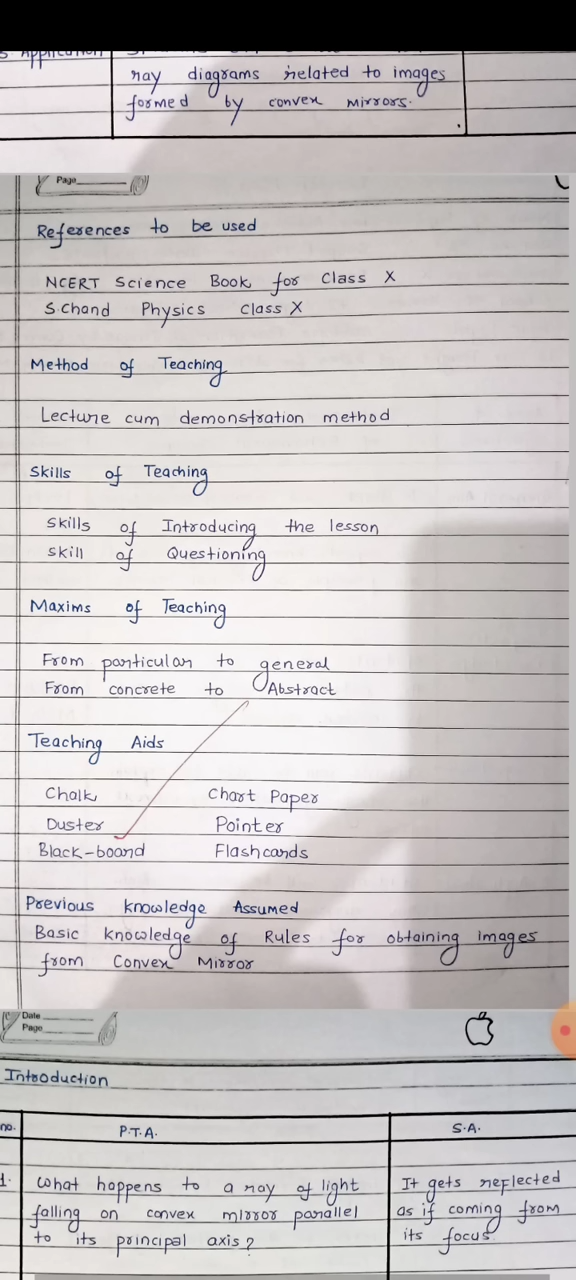 Application
ray diagrams related to images
formed by convex mirrors.
Page
References to be used
NCERT Science Book for Class X
S.Chand Physics Class X
Method of Teaching
Lecture cum demonstration method
Skills of Teaching
Skills of Introducing the lesson
Skill of Questioning
Maxims of Teaching
From particular to general
From concrete to Abstract
Teaching Aids
Chalk Chart Paper
Duster Pointer
Black-board Flashcards
Previous knowledge Assumed
Basic knowledge of Rules for obtaining images
from Convex Mirror
Date
Page
Introduction
no. P.T.A. S.A.
1. What happens to a ray of light It gets reflected
falling on convex mirror parallel as if coming from
to its principal axis? its focus.